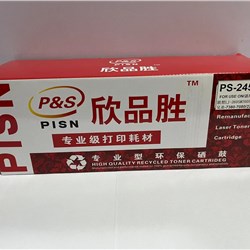 PISN
P&S
PISN
欣品胜
TM
专业级打印耗材
专业型环保硒鼓
HIGH QUALITY RECYCLED TONER CARTRIDGE
PS-245
FOR USE ON
Remanufac
Laser Toner
Cartridge